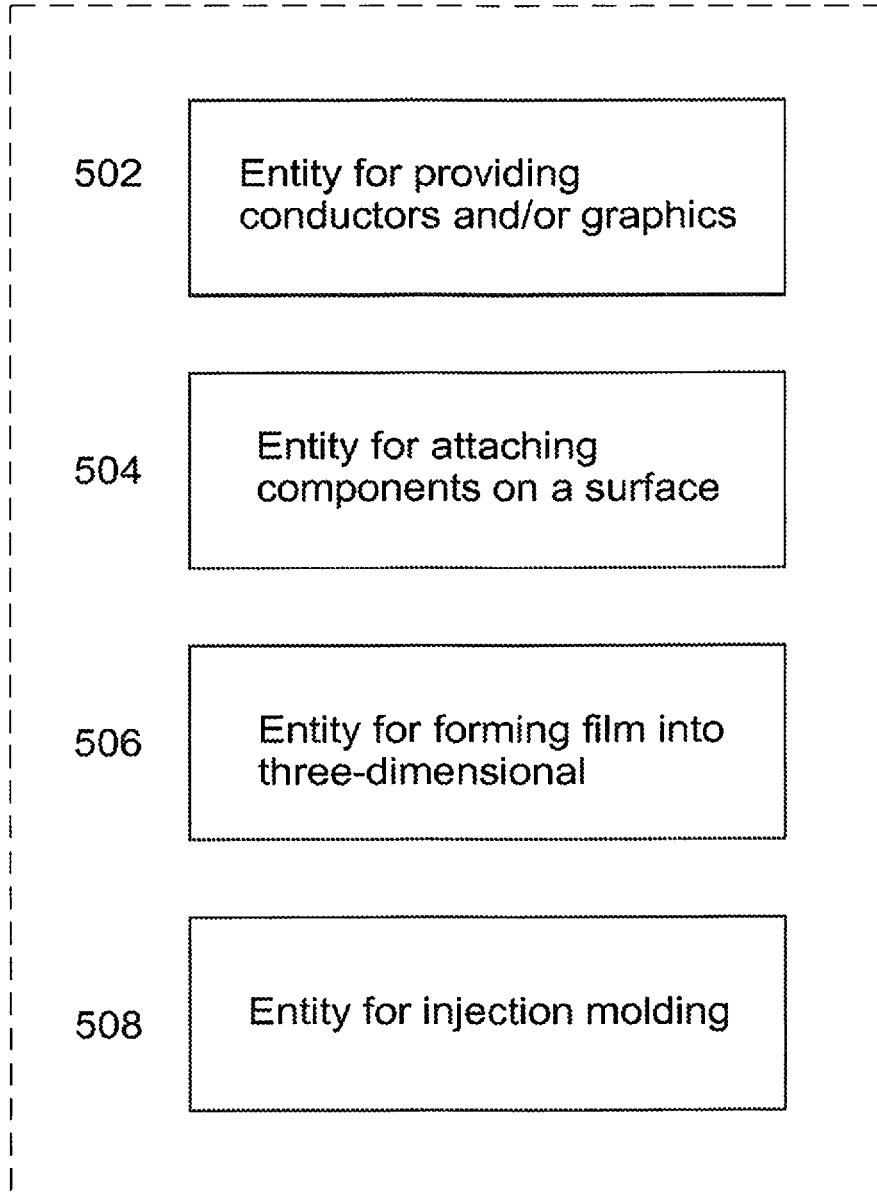 502
Entity for providing
conductors and/or graphics
504
Entity for attaching
components on a surface
506
Entity for forming film into
three-dimensional
508
Entity for injection molding